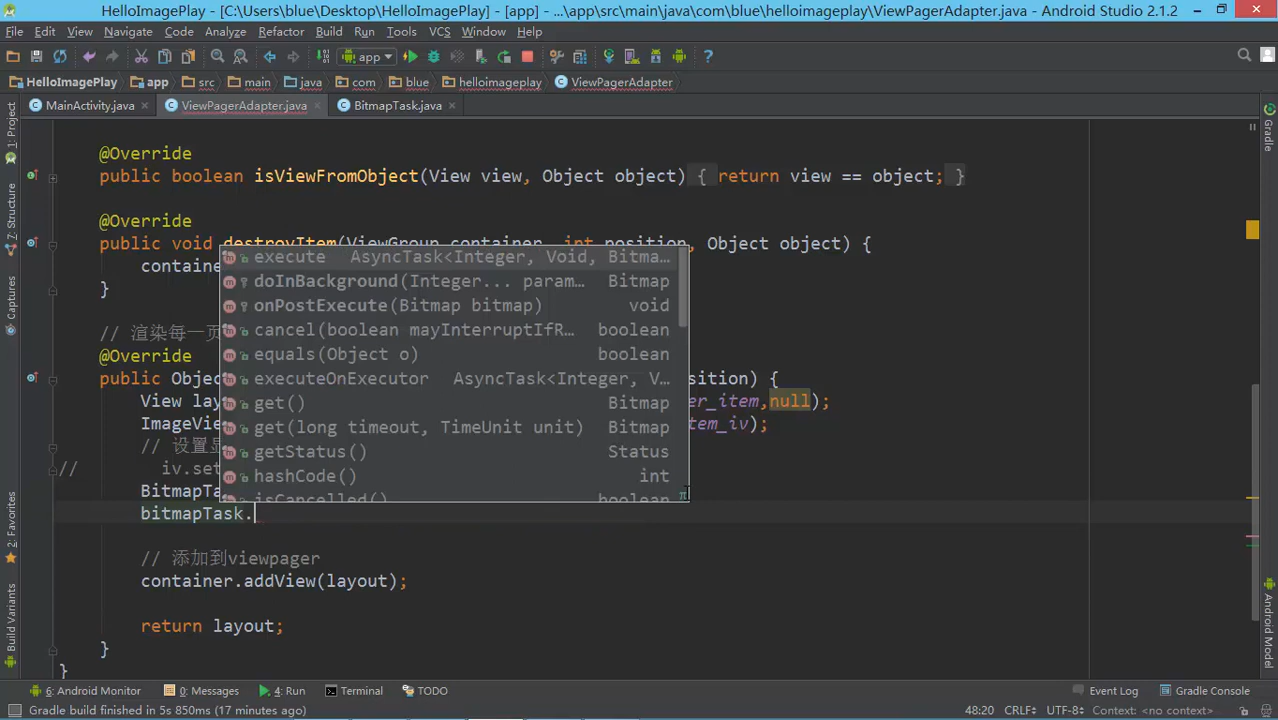 HelloImagePlay - [C:\Users\blue\Desktop\HelloImagePlay] - [app] - ...\app\src\main\java\com\blue\helloimageplay\ViewPagerAdapter.java - Android Studio 2.1.2
File Edit View Navigate Code Analyze Refactor Build Run Tools VCS Window Help
app
HelloImagePlay app src main java com blue helloimageplay ViewPagerAdapter
MainActivity.java ViewPagerAdapter.java BitmapTask.java
1: Project
7: Structure
Captures
2: Favorites
Build Variants
Gradle
Android Model
@Override
public boolean isViewFromObject(View view, Object object) { return view == object; }
@Override
public void destroyItem(ViewGroup container, int position, Object object) {
}
// 渲染每一页
@Override
public Obje sition) {
View lay er_item,null);
ImageVie tem_iv);
// 设置显
// iv.set
BitmapTa
bitmapTask.
execute AsyncTask<Integer, Void, Bitma…
doInBackground(Integer... param… Bitmap
onPostExecute(Bitmap bitmap) void
cancel(boolean mayInterruptIfR… boolean
equals(Object o) boolean
executeOnExecutor AsyncTask<Integer, V…
get() Bitmap
get(long timeout, TimeUnit unit) Bitmap
getStatus() Status
hashCode() int
isCancelled() boolean
π
// 添加到viewpager
container.addView(layout);
return layout;
}
}
6: Android Monitor 0: Messages 4: Run Terminal TODO Event Log Gradle Console
Gradle build finished in 5s 850ms (17 minutes ago) 48:20 CRLF÷ UTF-8÷ Context: <no context>